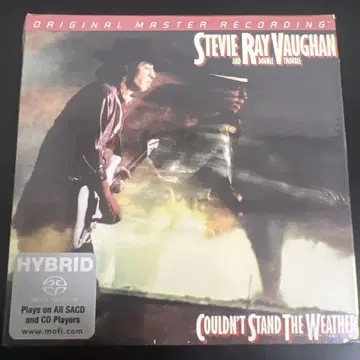 ORIGINAL MASTER RECORDING
STEVIE RAY VAUGHAN
AND DOUBLE TROUBLE
HYBRID
Plays on All SACD
and CD Players
www.mofi.com
COULDN'T STAND THE WEATHER